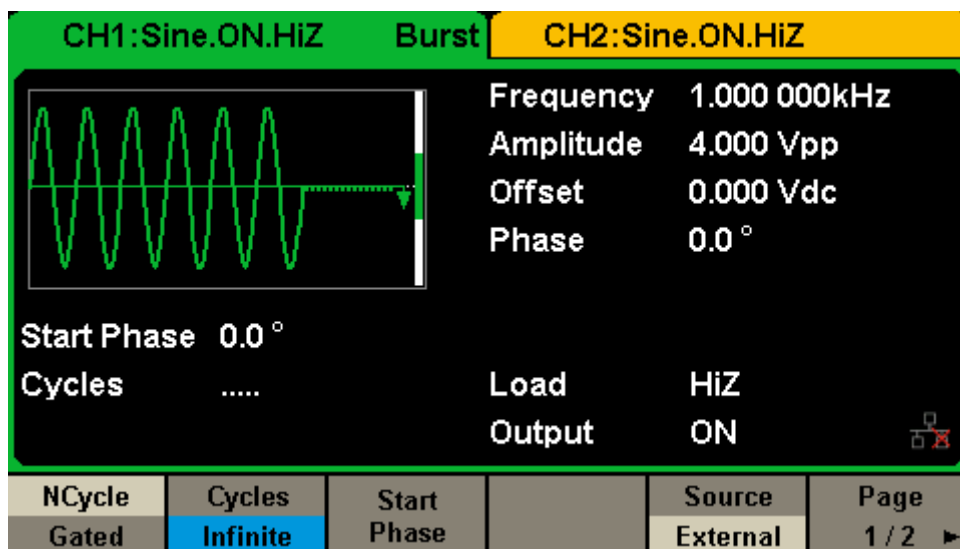 CH1:Sine.ON.HiZ Burst CH2:Sine.ON.HiZ
Frequency 1.000 000kHz
Amplitude 4.000 Vpp
Offset 0.000 Vdc
Phase 0.0 °
Start Phase 0.0 °
Cycles .....
Load HiZ
Output ON
NCycle Cycles Start Source Page
Gated Infinite Phase External 1 / 2 ►